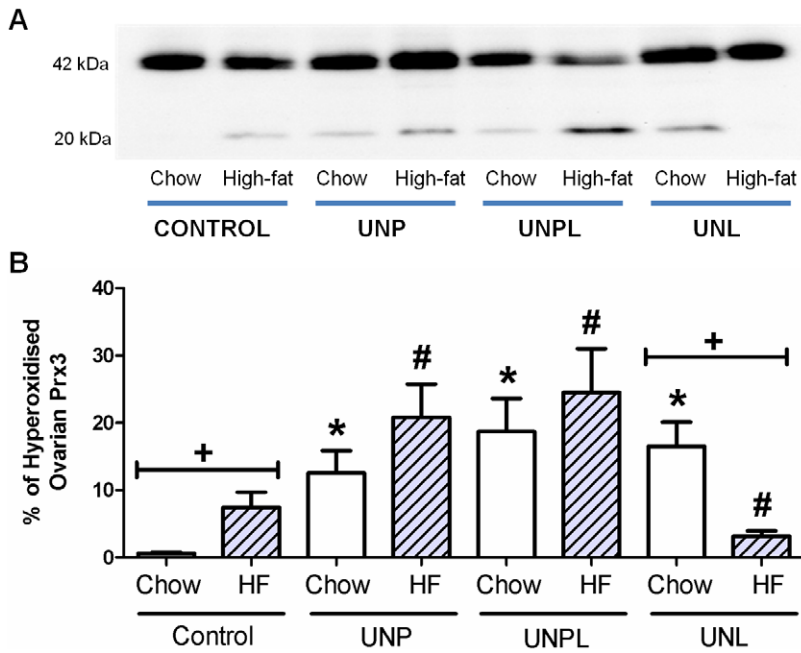 A
42 kDa
20 kDa
Chow High-fat Chow High-fat Chow High-fat Chow High-fat
CONTROL UNP UNPL UNL
B
% of Hyperoxidised
Ovarian Prx3
40
30
20
10
0
+ * # * # + * #
Chow HF Chow HF Chow HF Chow HF
Control UNP UNPL UNL